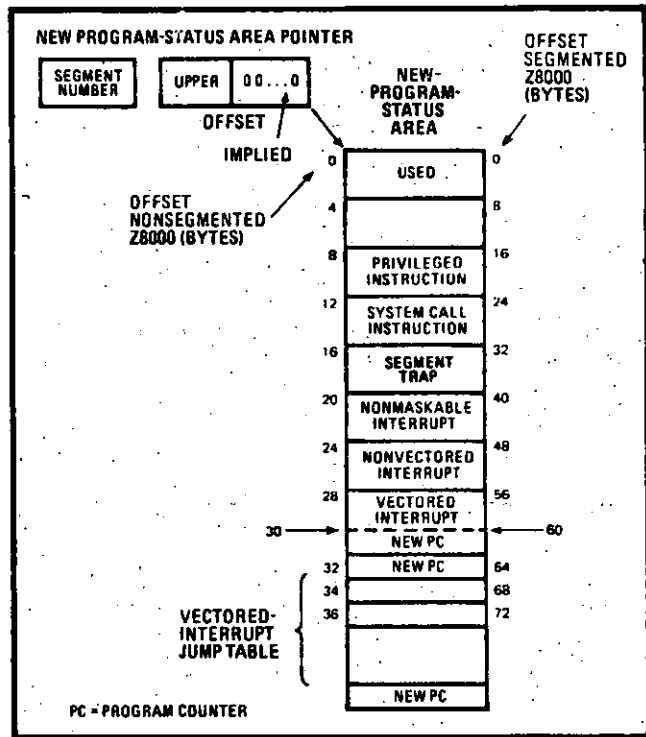 NEW PROGRAM-STATUS AREA POINTER
SEGMENT
NUMBER
UPPER
00...0
OFFSET
IMPLIED
NEW-
PROGRAM-
STATUS
AREA
OFFSET
SEGMENTED
Z8000
(BYTES)
OFFSET
NONSEGMENTED
Z8000 (BYTES)
0
USED
0
4
8
8
PRIVILEGED
INSTRUCTION
16
12
SYSTEM CALL
INSTRUCTION
24
16
SEGMENT
TRAP
32
20
NONMASKABLE
INTERRUPT
40
24
NONVECTORED
INTERRUPT
48
28
VECTORED
INTERRUPT
56
30
60
NEW PC
32
NEW PC
64
34
68
36
72
VECTORED-
INTERRUPT
JUMP TABLE
NEW PC
PC = PROGRAM COUNTER